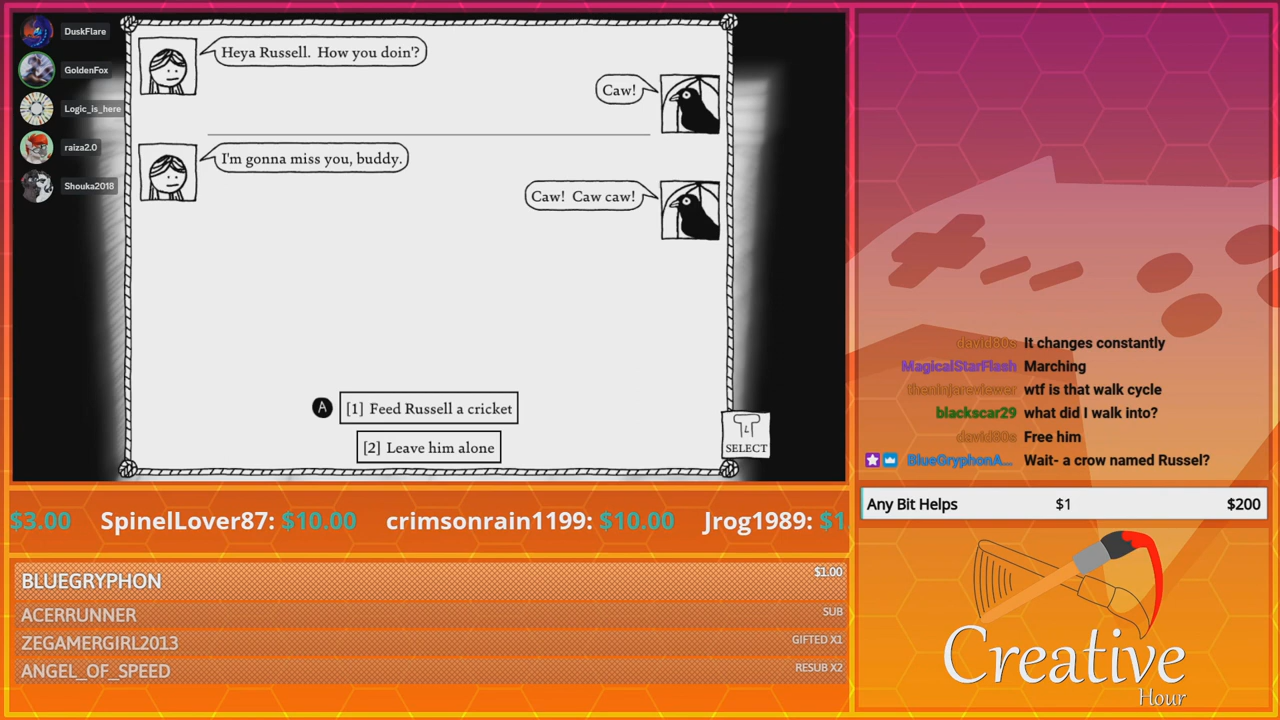 DuskFlare
GoldenFox
Logic_is_here
raiza2.0
Shouka2018
Heya Russell. How you doin'?
Caw!
I'm gonna miss you, buddy.
Caw! Caw caw!
A
[1] Feed Russell a cricket
[2] Leave him alone
SELECT
david80s It changes constantly
MagicalStarFlash Marching
theninjareviewer wtf is that walk cycle
blackscar29 what did I walk into?
david80s Free him
BlueGryphonA... Wait- a crow named Russel?
Any Bit Helps $1 $200
$3.00 SpinelLover87: $10.00 crimsonrain1199: $10.00 Jrog1989: $1
BLUEGRYPHON $1.00
ACERRUNNER SUB
ZEGAMERGIRL2013 GIFTED X1
ANGEL_OF_SPEED RESUB X2
Creative
Hour